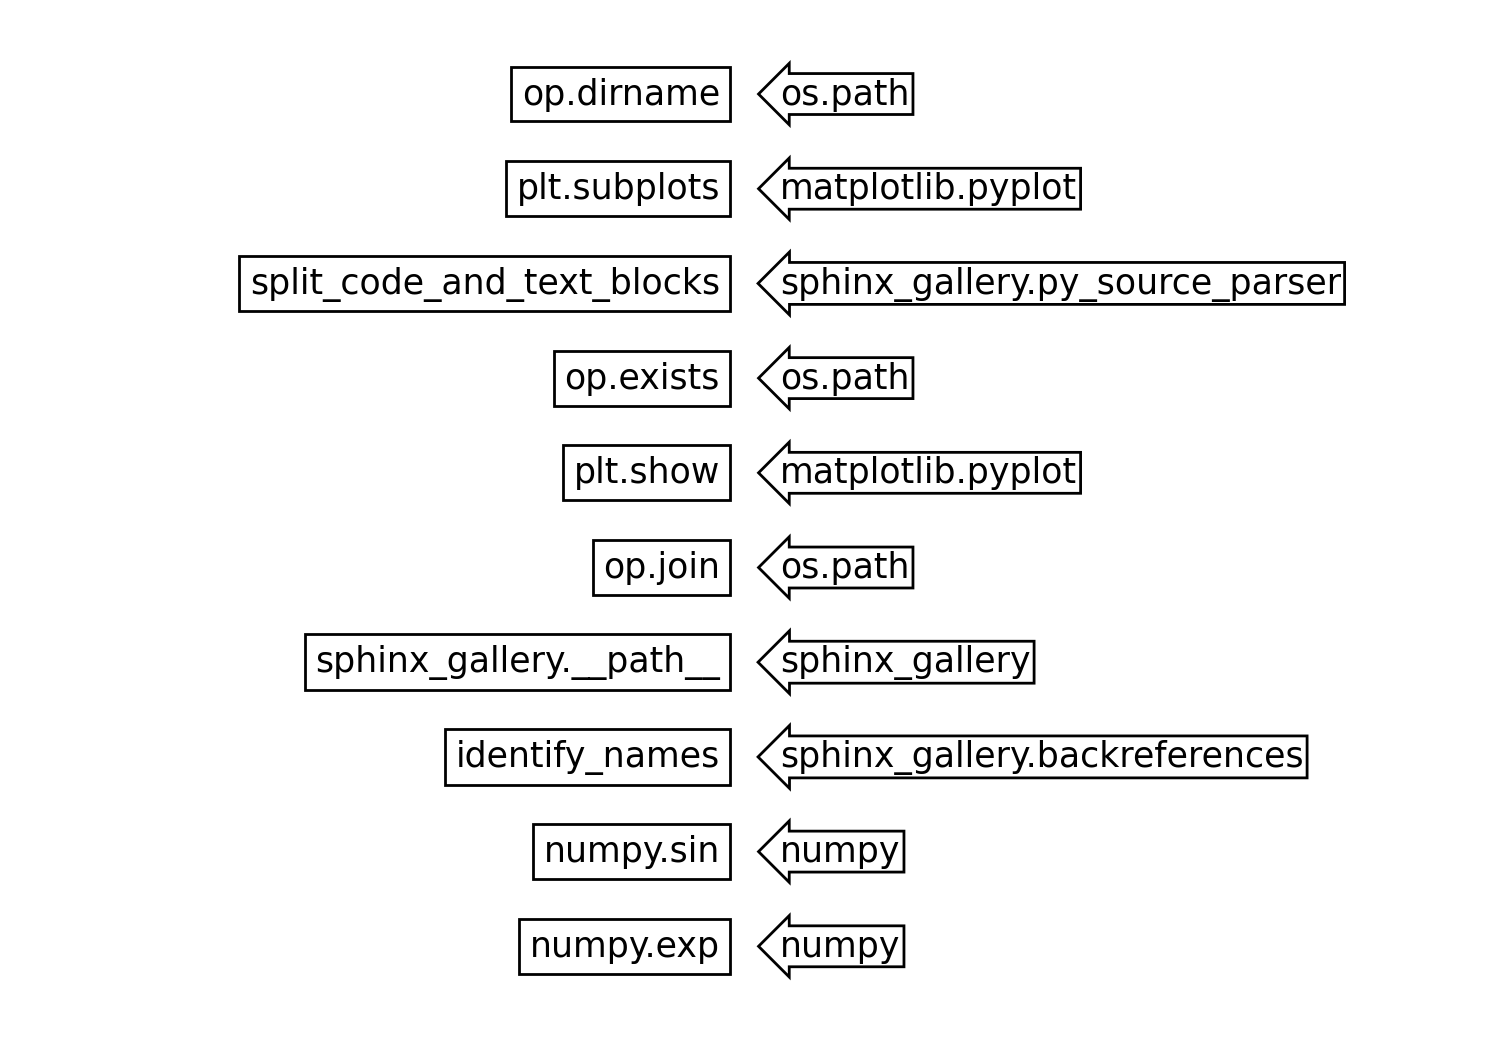 op.dirname os.path
plt.subplots matplotlib.pyplot
split_code_and_text_blocks sphinx_gallery.py_source_parser
op.exists os.path
plt.show matplotlib.pyplot
op.join os.path
sphinx_gallery.__path__ sphinx_gallery
identify_names sphinx_gallery.backreferences
numpy.sin numpy
numpy.exp numpy